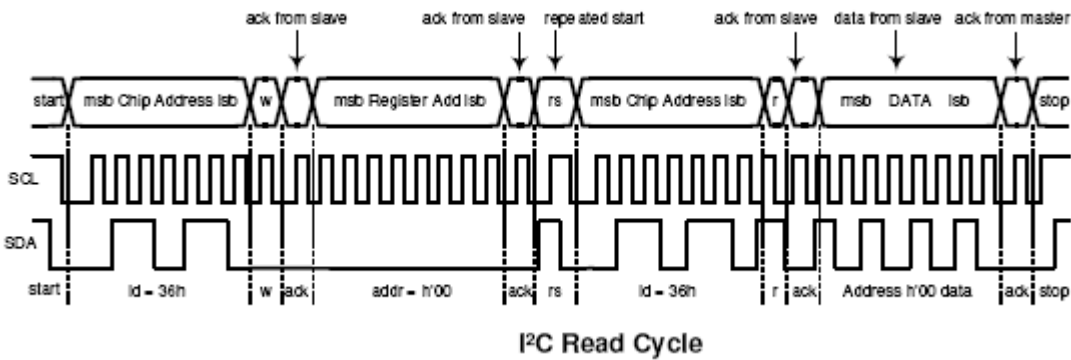 ack from slave ack from slave repeated start ack from slave data from slave ack from master
start msb Chip Address lsb w msb Register Add lsb rs msb Chip Address lsb r msb DATA lsb stop
SCL
SDA
start Id = 36h w ack addr = h'00 ack rs Id = 36h r ack Address h'00 data ack stop
I²C Read Cycle